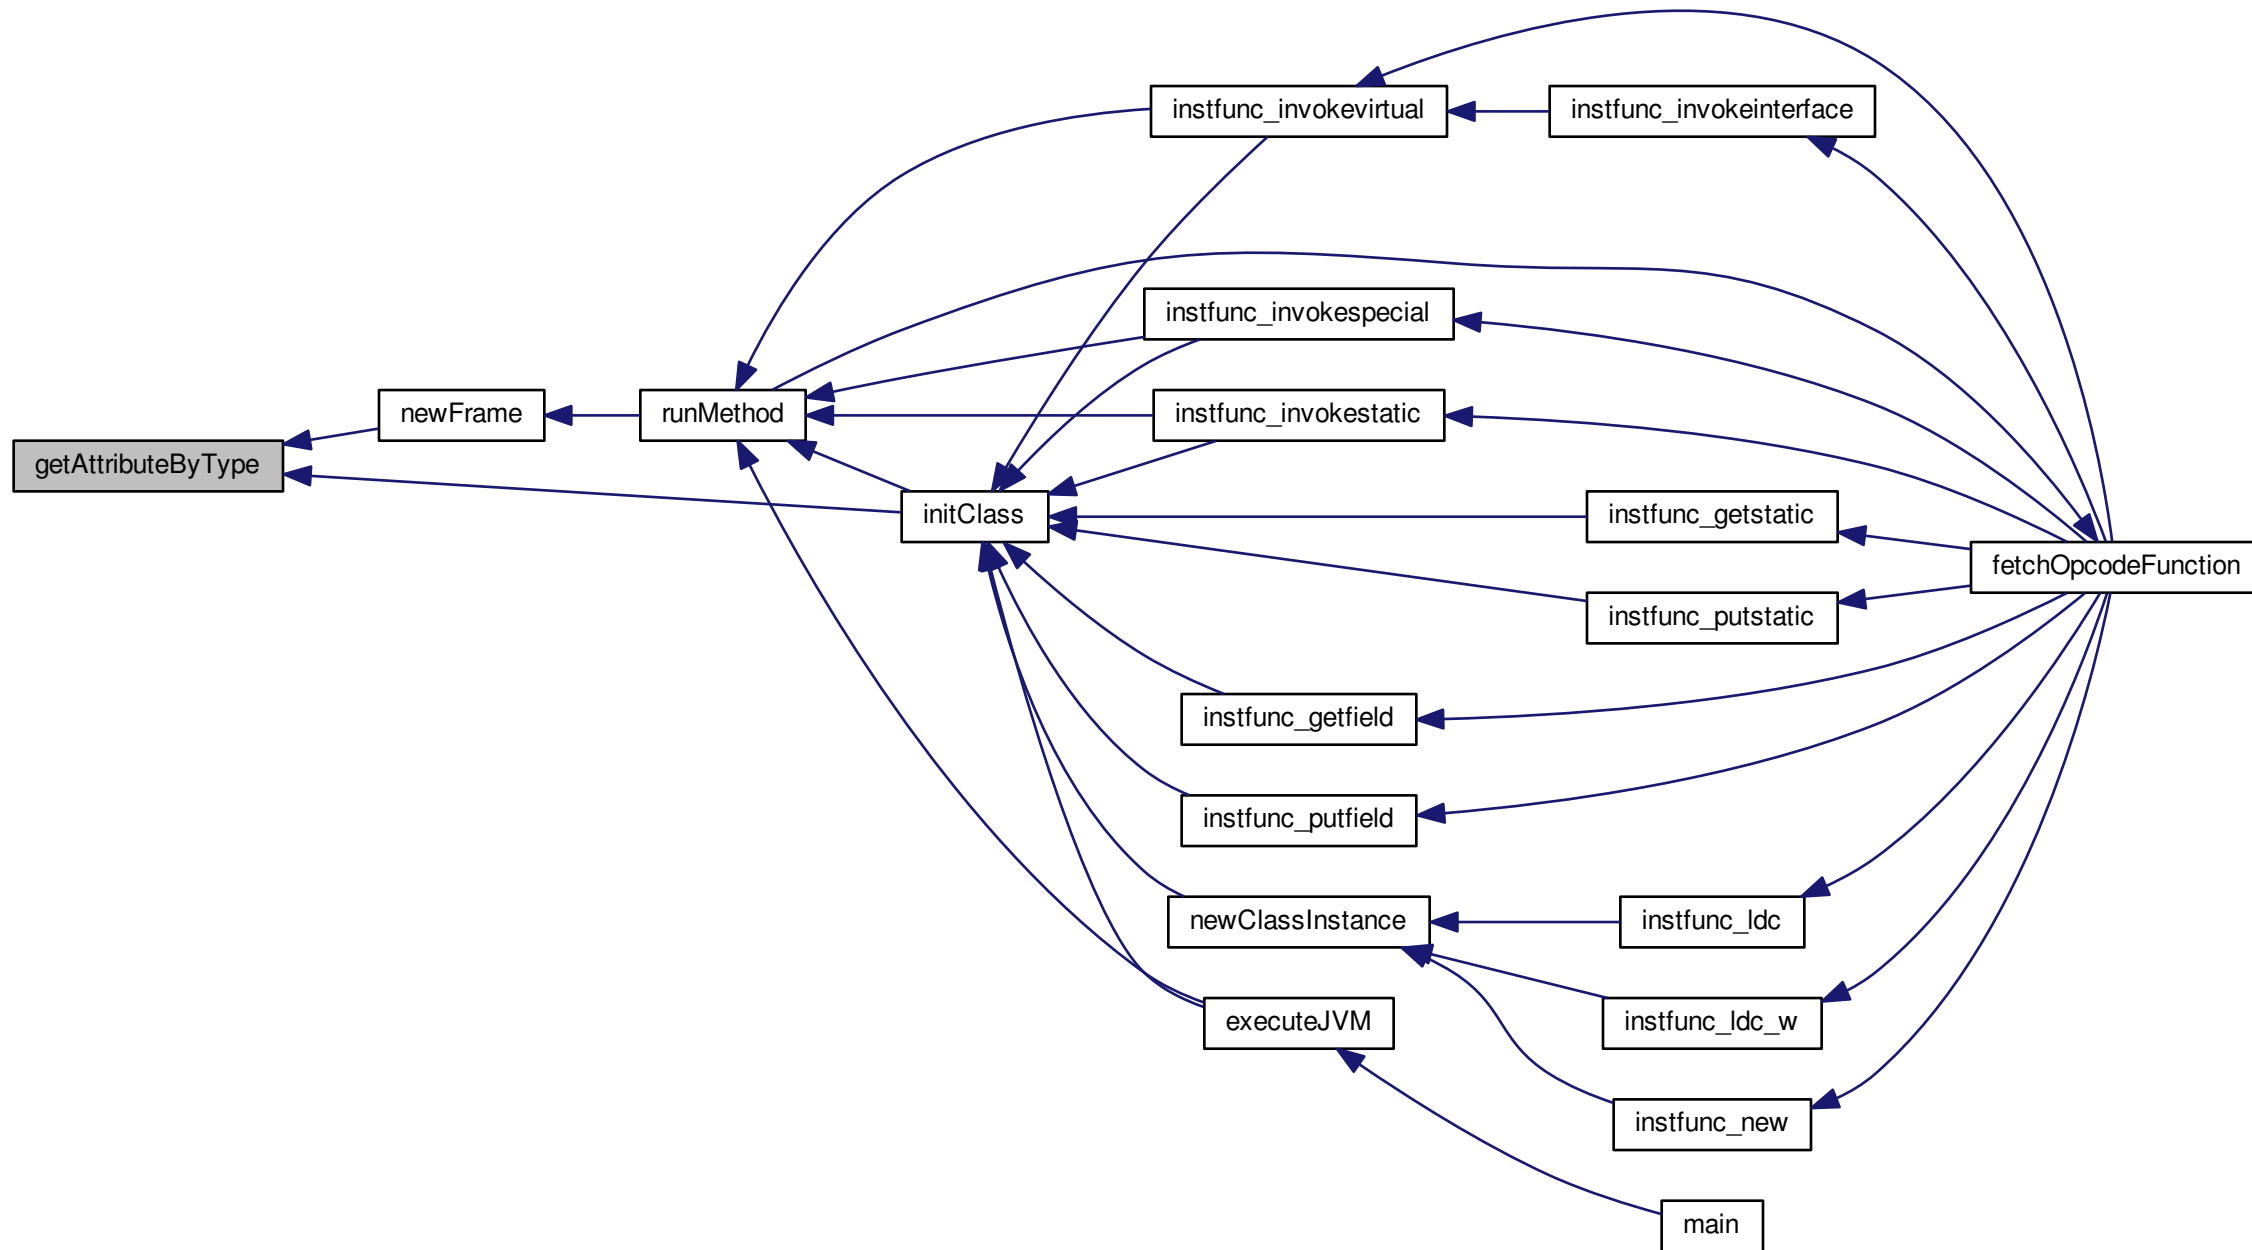 instfunc_invokevirtual
instfunc_invokeinterface
instfunc_invokespecial
newFrame
runMethod
instfunc_invokestatic
getAttributeByType
initClass
instfunc_getstatic
fetchOpcodeFunction
instfunc_putstatic
instfunc_getfield
instfunc_putfield
newClassInstance
instfunc_ldc
executeJVM
instfunc_ldc_w
instfunc_new
main